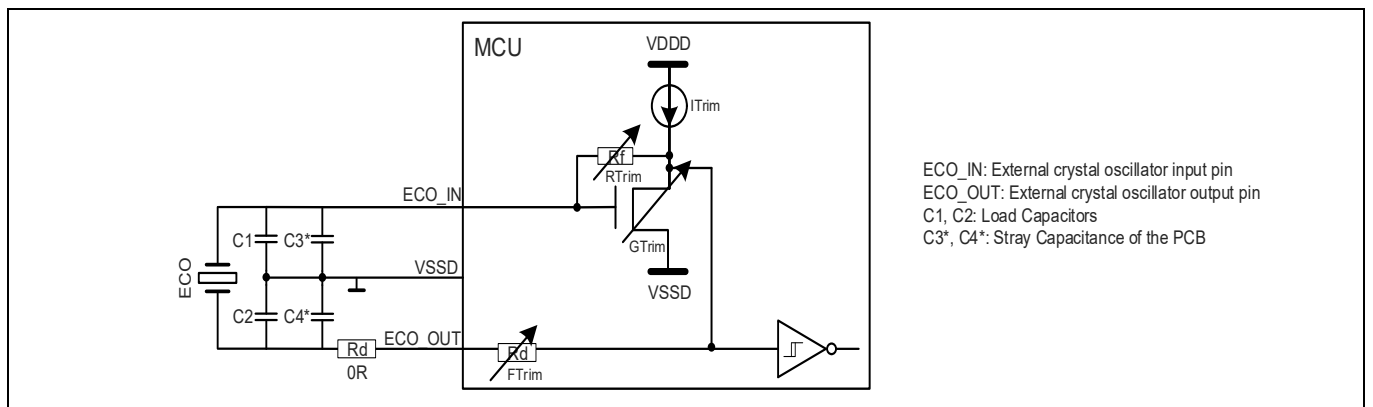 MCU
VDDD
ITrim
Rf
RTrim
ECO_IN
GTrim
C1
C3*
VSSD
VSSD
ECO
C2
C4*
ECO_OUT
Rd
0R
Rd
FTrim
ECO_IN: External crystal oscillator input pin
ECO_OUT: External crystal oscillator output pin
C1, C2: Load Capacitors
C3*, C4*: Stray Capacitance of the PCB